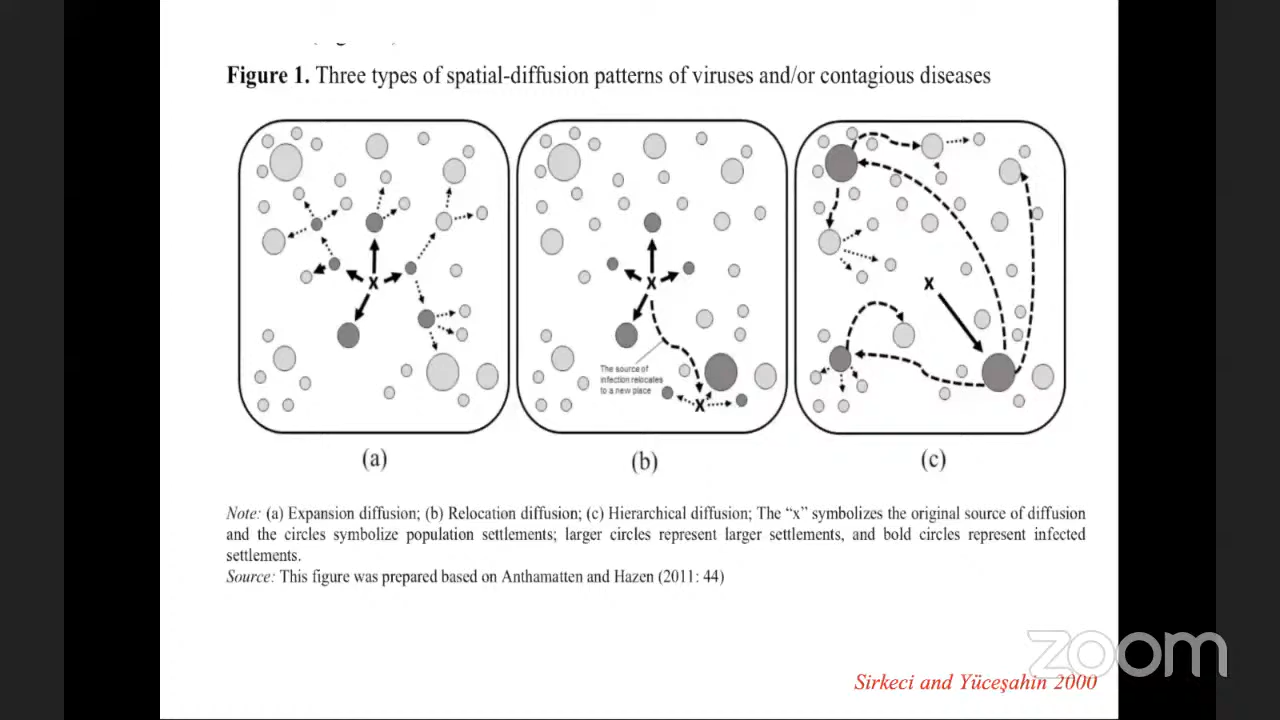 Figure 1. Three types of spatial-diffusion patterns of viruses and/or contagious diseases
X
X
The source of
infection relocates
to a new place
X
X
(a)
(b)
(c)
Note: (a) Expansion diffusion; (b) Relocation diffusion; (c) Hierarchical diffusion; The “x” symbolizes the original source of diffusion
and the circles symbolize population settlements; larger circles represent larger settlements, and bold circles represent infected
settlements.
Source: This figure was prepared based on Anthamatten and Hazen (2011: 44)
zoom
Sirkeci and Yüceşahin 2000